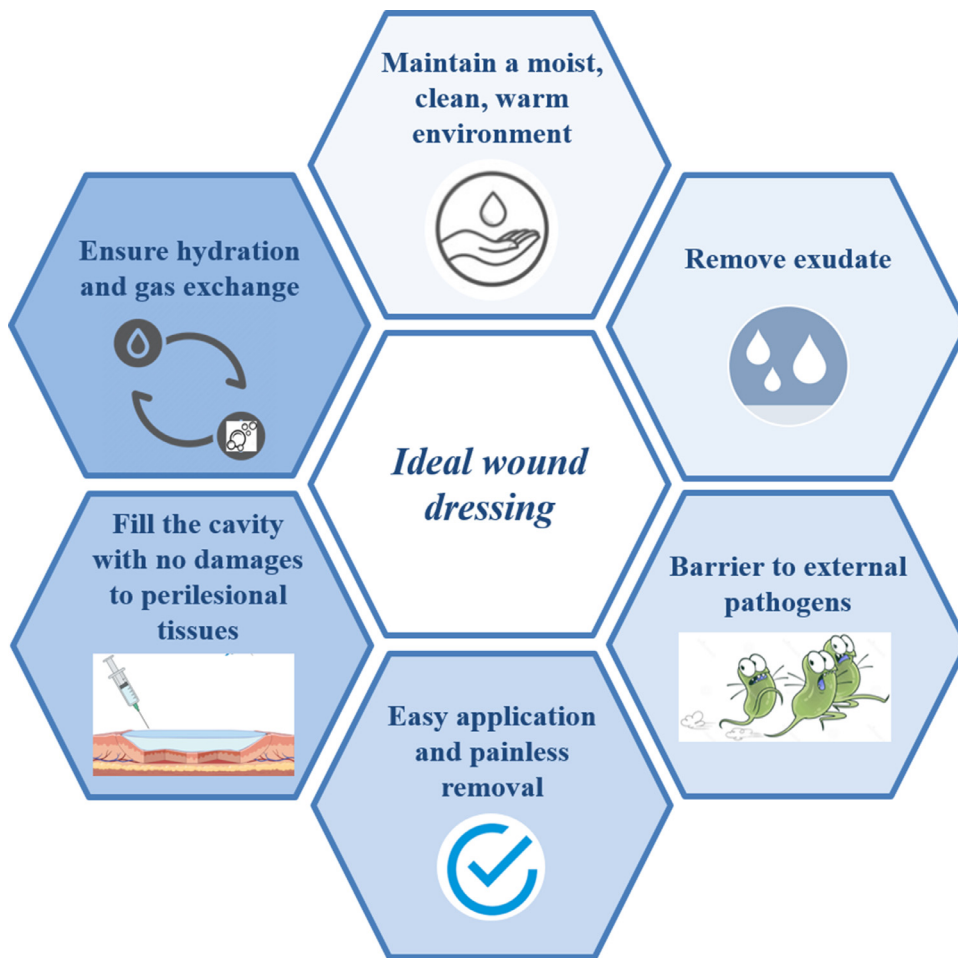 Maintain a moist,
clean, warm
environment
Ensure hydration
and gas exchange
Remove exudate
Ideal wound
dressing
Fill the cavity
with no damages
to perilesional
tissues
Barrier to external
pathogens
Easy application
and painless
removal